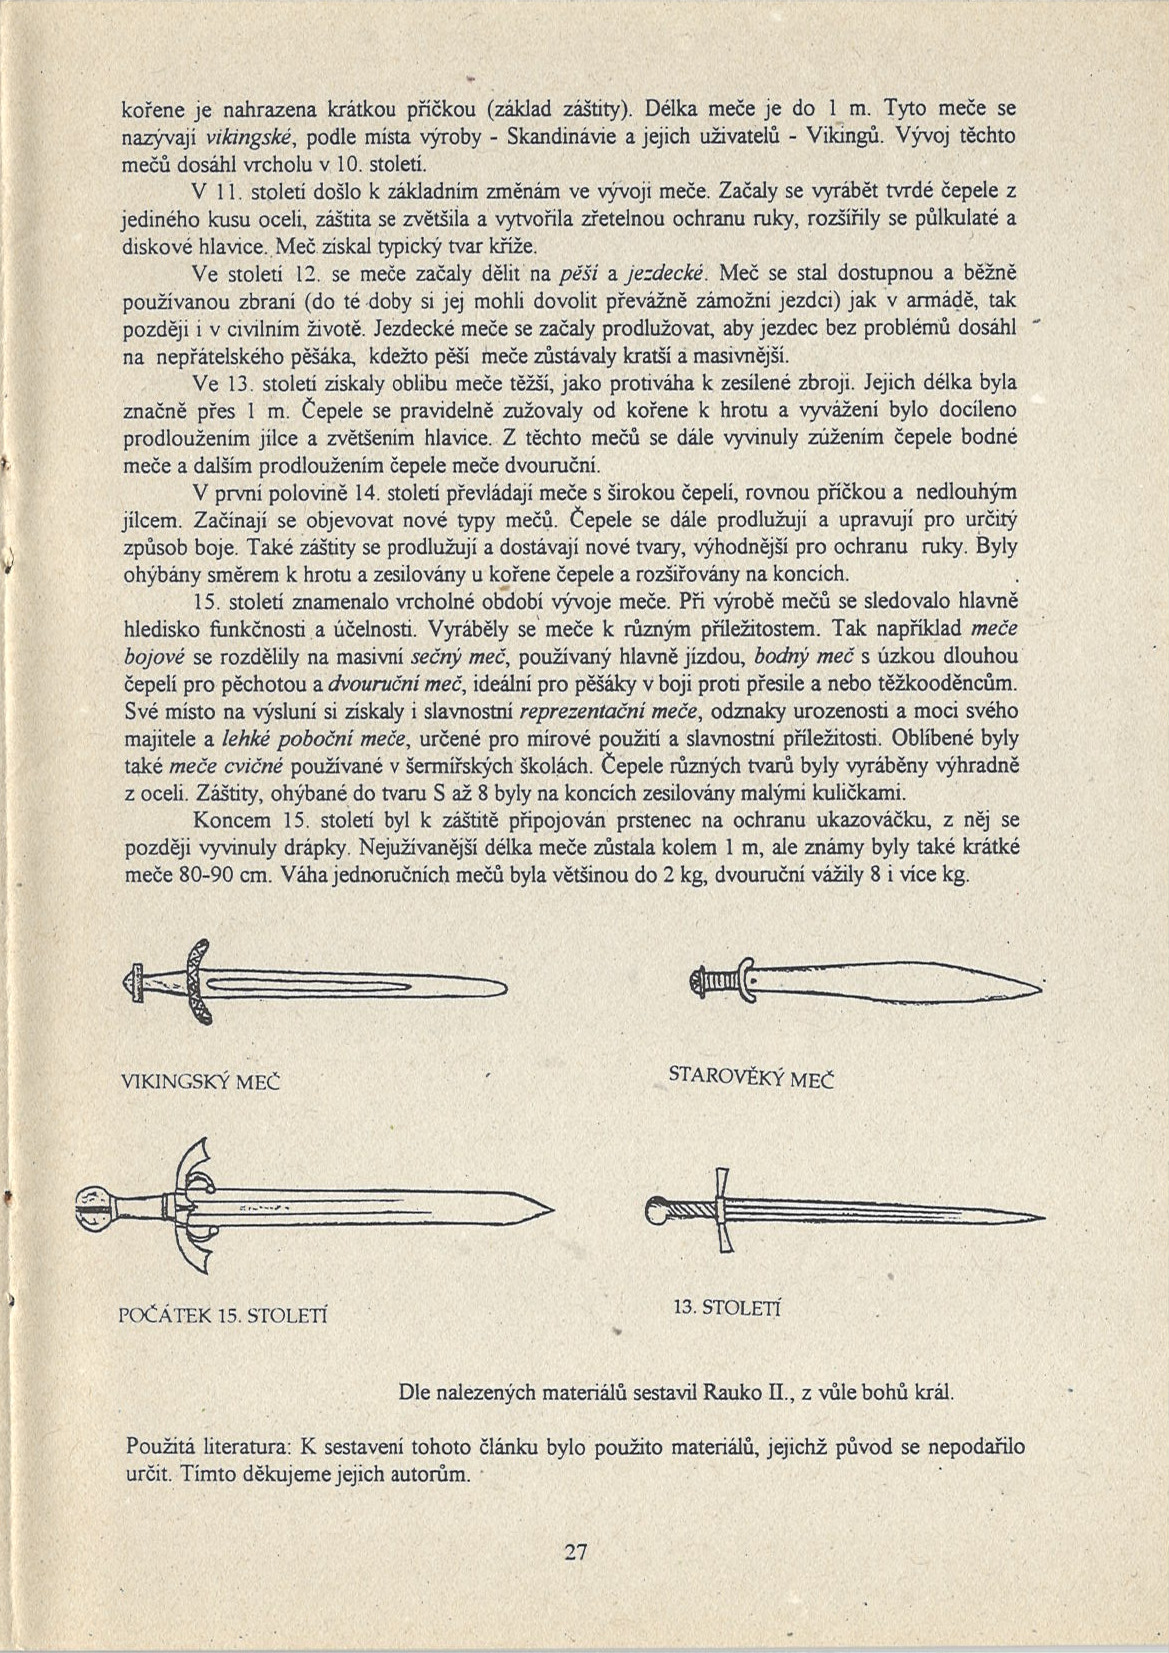 kořene je nahrazena krátkou příčkou (základ záštity). Délka meče je do 1 m. Tyto meče se
nazývají vikingské, podle místa výroby - Skandinávie a jejich uživatelů - Vikingů. Vývoj těchto
mečů dosáhl vrcholu v 10. století.
V 11. století došlo k základním změnám ve vývoji meče. Začaly se vyrábět tvrdé čepele z
jediného kusu oceli, záštita se zvětšila a vytvořila zřetelnou ochranu ruky, rozšířily se půlkulaté a
diskové hlavice. Meč získal typický tvar kříže.
Ve století 12. se meče začaly dělit na pěší a jezdecké. Meč se stal dostupnou a běžně
používanou zbraní (do té doby si jej mohli dovolit převážně zámožní jezdci) jak v armádě, tak
později i v civilním životě. Jezdecké meče se začaly prodlužovat, aby jezdec bez problémů dosáhl
na nepřátelského pěšáka, kdežto pěší meče zůstávaly kratší a masivnější.
Ve 13. století získaly oblibu meče těžší, jako protiváha k zesílené zbroji. Jejich délka byla
značně přes 1 m. Čepele se pravidelně zužovaly od kořene k hrotu a vyvážení bylo docíleno
prodloužením jílce a zvětšením hlavice. Z těchto mečů se dále vyvinuly zúžením čepele bodné
meče a dalším prodloužením čepele meče dvouruční.
V první polovině 14. století převládají meče s širokou čepelí, rovnou příčkou a nedlouhým
jílcem. Začínají se objevovat nové typy mečů. Čepele se dále prodlužují a upravují pro určitý
způsob boje. Také záštity se prodlužují a dostávají nové tvary, výhodnější pro ochranu ruky. Byly
ohýbány směrem k hrotu a zesilovány u kořene čepele a rozšiřovány na koncích.
15. století znamenalo vrcholné období vývoje meče. Při výrobě mečů se sledovalo hlavně
hledisko funkčnosti a účelnosti. Vyráběly se meče k různým příležitostem. Tak například meče
bojové se rozdělily na masivní sečný meč, používaný hlavně jízdou, bodný meč s úzkou dlouhou
čepelí pro pěchotou a dvouruční meč, ideální pro pěšáky v boji proti přesile a nebo těžkooděncům.
Své místo na výsluní si získaly i slavnostní reprezentační meče, odznaky urozenosti a moci svého
majitele a lehké poboční meče, určené pro mírové použití a slavnostní příležitosti. Oblíbené byly
také meče cvičné používané v šermířských školách. Čepele různých tvarů byly vyráběny výhradně
z oceli. Záštity, ohýbané do tvaru S až 8 byly na koncích zesilovány malými kuličkami.
Koncem 15. století byl k záštitě připojován prstenec na ochranu ukazováčku, z něj se
později vyvinuly drápky. Nejužívanější délka meče zůstala kolem 1 m, ale známy byly také krátké
meče 80-90 cm. Váha jednoručních mečů byla většinou do 2 kg, dvouruční vážily 8 i více kg.
VIKINGSKÝ MEČ
STAROVĚKÝ MEČ
POČÁTEK 15. STOLETÍ
13. STOLETÍ
Dle nalezených materiálů sestavil Rauko II., z vůle bohů král.
Použitá literatura: K sestavení tohoto článku bylo použito materiálů, jejichž původ se nepodařilo
určit. Tímto děkujeme jejich autorům.
27